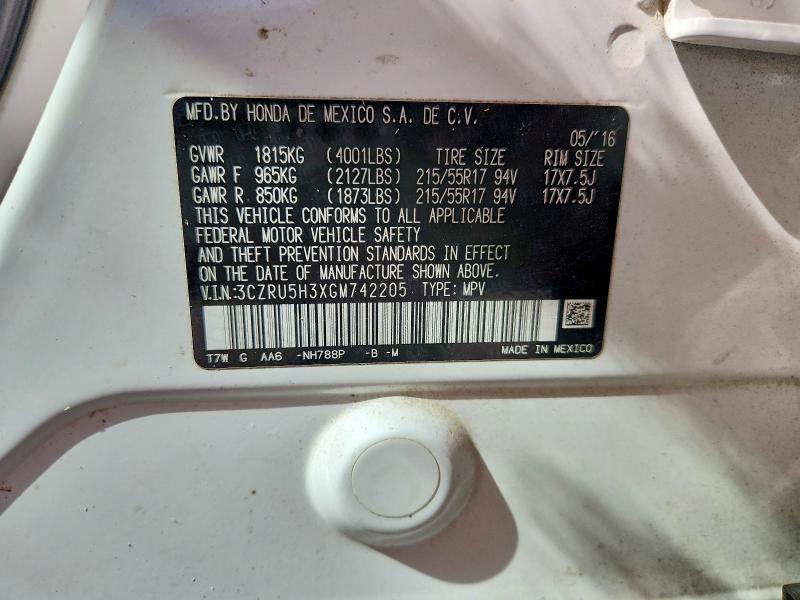 MFD.BY HONDA DE MEXICO S.A. DE C.V.
05/'16
GVWR 1815KG (4001LBS) TIRE SIZE RIM SIZE
GAWR F 965KG (2127LBS) 215/55R17 94V 17X7.5J
GAWR R 850KG (1873LBS) 215/55R17 94V 17X7.5J
THIS VEHICLE CONFORMS TO ALL APPLICABLE
FEDERAL MOTOR VEHICLE SAFETY
AND THEFT PREVENTION STANDARDS IN EFFECT
ON THE DATE OF MANUFACTURE SHOWN ABOVE.
V.I.N:3CZRU5H3XGM742205 TYPE: MPV
T7W G AA6 -NH788P -B -M MADE IN MEXICO